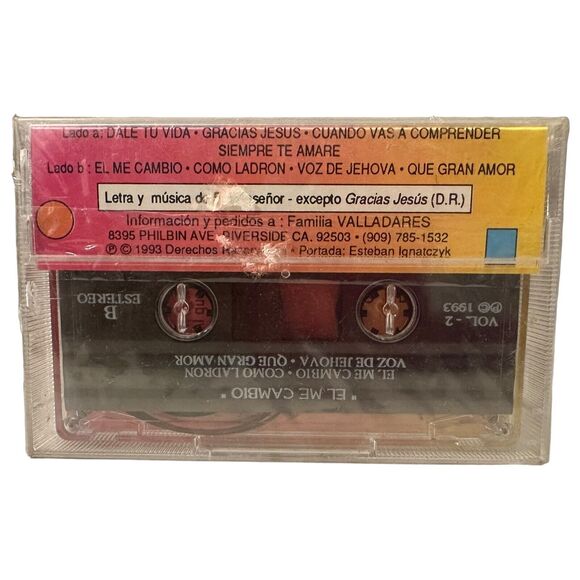 Lado a: DALE TU VIDA • GRACIAS JESUS • CUANDO VAS A COMPRENDER
SIEMPRE TE AMARE
Lado b : EL ME CAMBIO • COMO LADRON • VOZ DE JEHOVA • QUE GRAN AMOR
Letra y música señor - excepto Gracias Jesús (D.R.)
Información y pedidos a : Familia VALLADARES
8395 PHILBIN AVE. RIVERSIDE CA. 92503 • (909) 785-1532
℗ © 1993 Derechos • Portada: Esteban Ignatczyk
B
ESTEREO
VOL - 2
℗© 1993
" EL ME CAMBIO "
EL ME CAMBIO • COMO LADRON
VOZ DE JEHOVA • QUE GRAN AMOR